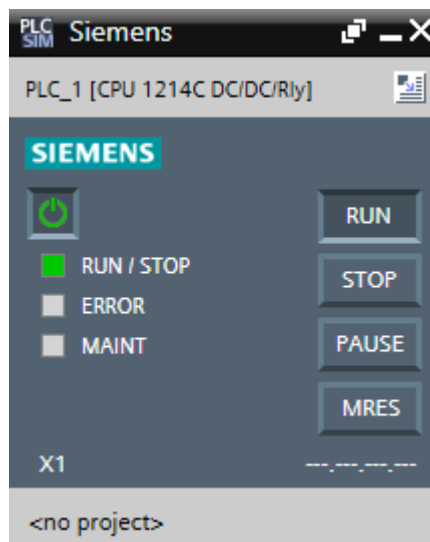 PLC SIM Siemens
PLC_1 [CPU 1214C DC/DC/Rly]
SIEMENS
RUN
RUN / STOP
STOP
ERROR
MAINT
PAUSE
MRES
X1 ---.---.---.---
<no project>